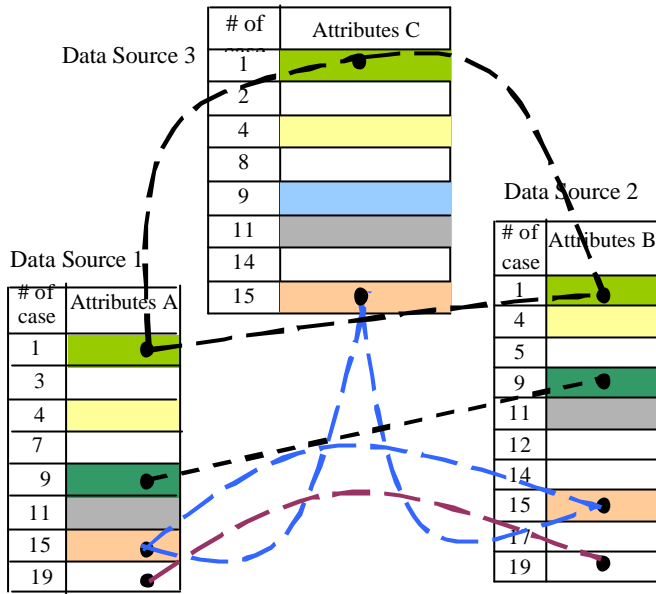 Data Source 3
# of
Attributes C
1
2
4
8
9
11
14
15
Data Source 2
# of
case
Attributes B
1
4
5
9
11
12
14
15
17
19
Data Source 1
# of
case
Attributes A
1
3
4
7
9
11
15
19